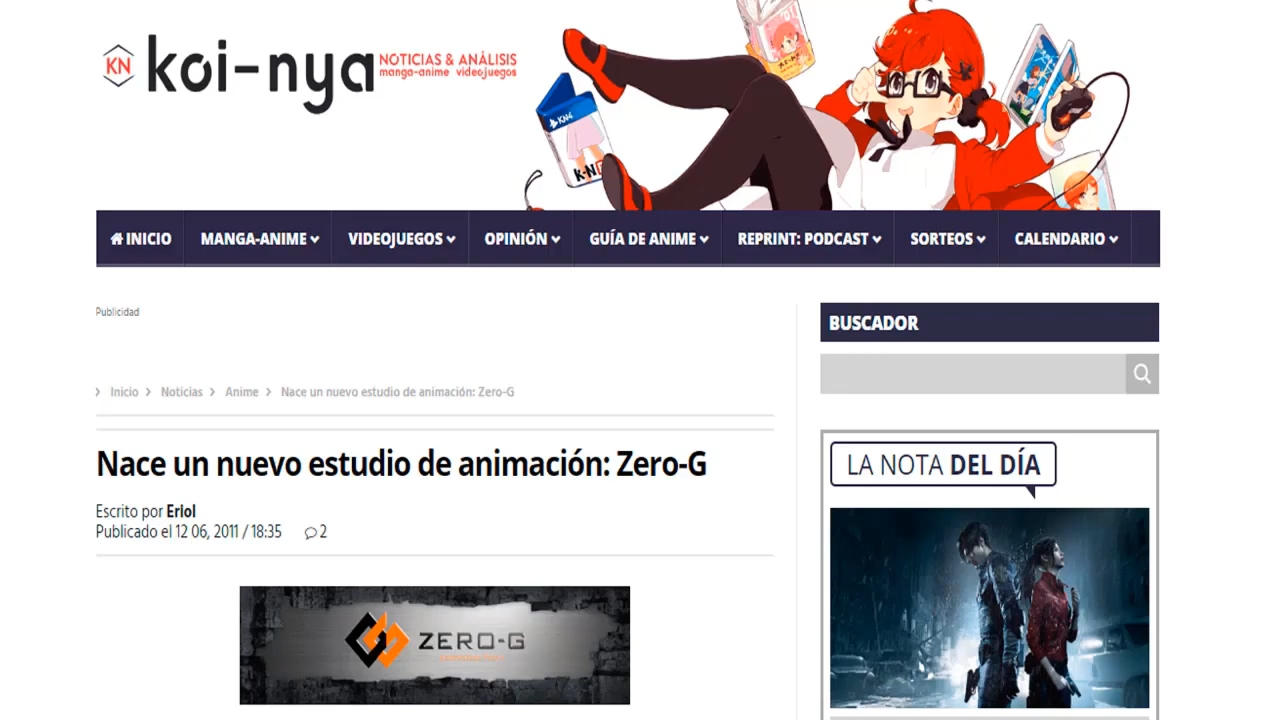 KN koi-nya NOTICIAS & ANÁLISIS
manga-anime videojuegos
KN4
K-N
INICIO MANGA-ANIME VIDEOJUEGOS OPINIÓN GUÍA DE ANIME REPRINT: PODCAST SORTEOS CALENDARIO
Publicidad
Inicio Noticias Anime Nace un nuevo estudio de animación: Zero-G
Nace un nuevo estudio de animación: Zero-G
Escrito por Eriol
Publicado el 12 06, 2011 / 18:35 2
ZERO-G
BUSCADOR
LA NOTA DEL DÍA